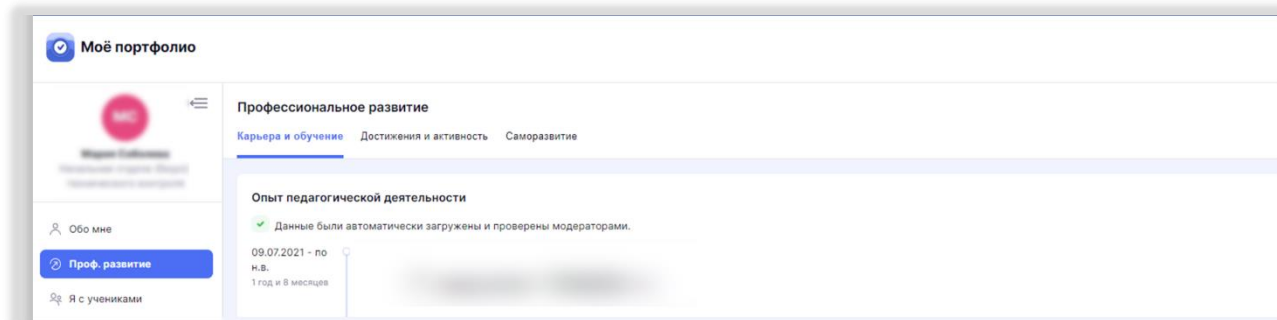 Моё портфолио
Профессиональное развитие
Карьера и обучение Достижения и активность Саморазвитие
Опыт педагогической деятельности
Данные были автоматически загружены и проверены модераторами.
Обо мне
09.07.2021 - по
н.в.
1 год и 8 месяцев
Проф. развитие
Я с учениками